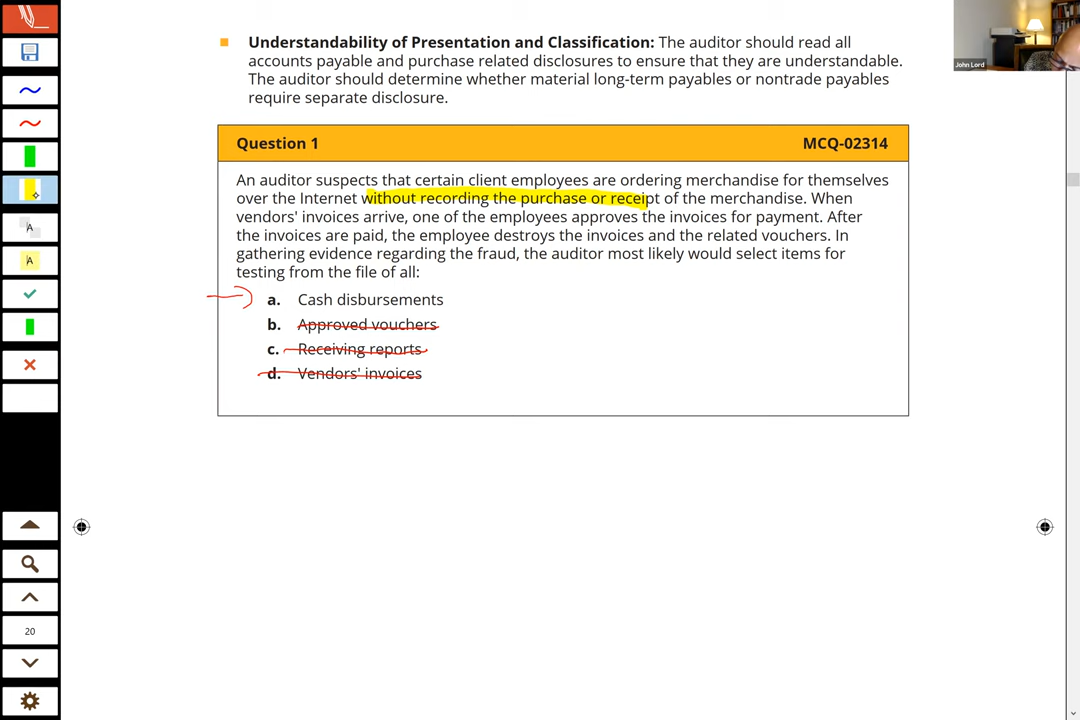 John Lord
Understandability of Presentation and Classification: The auditor should read all
accounts payable and purchase related disclosures to ensure that they are understandable.
The auditor should determine whether material long-term payables or nontrade payables
require separate disclosure.
Question 1 MCQ-02314
An auditor suspects that certain client employees are ordering merchandise for themselves
over the Internet without recording the purchase or receipt of the merchandise. When
vendors' invoices arrive, one of the employees approves the invoices for payment. After
the invoices are paid, the employee destroys the invoices and the related vouchers. In
gathering evidence regarding the fraud, the auditor most likely would select items for
testing from the file of all:
a. Cash disbursements
b. Approved vouchers
c. Receiving reports
d. Vendors' invoices
A
A
20